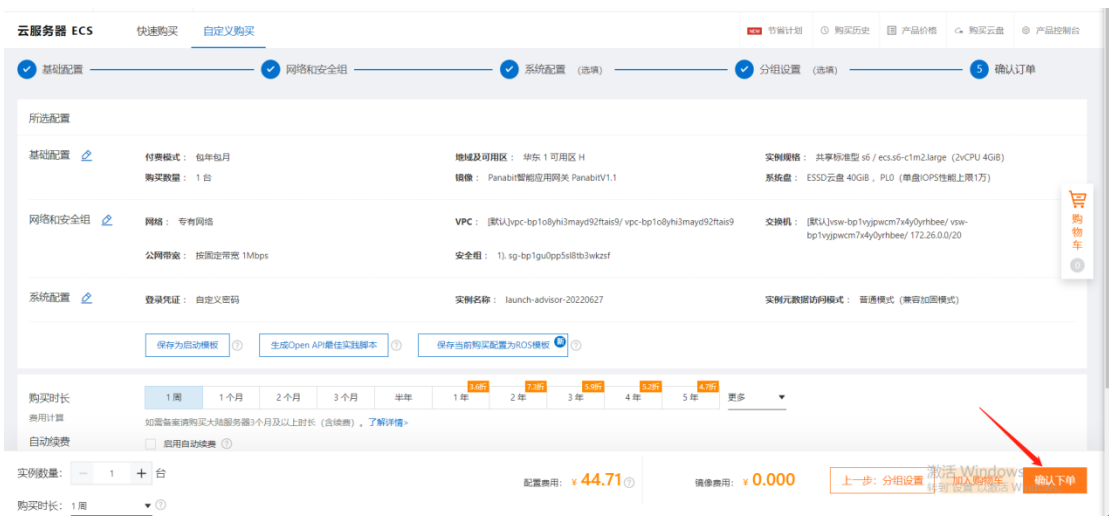 云服务器 ECS 快速购买 自定义购买 NEW 节省计划 购买历史 产品价格 购买云盘 产品控制台
基础配置 网络和安全组 系统配置 (选填) 分组设置 (选填) 5 确认订单
所选配置
基础配置 付费模式： 包年包月 地域及可用区： 华东 1 可用区 H 实例规格： 共享标准型 s6 / ecs.s6-c1m2.large (2vCPU 4GiB)
购买数量： 1 台 镜像： Panabit智能应用网关 PanabitV1.1 系统盘： ESSD云盘 40GiB ， PL0 (单盘IOPS性能上限1万)
购物车
0
网络和安全组 网络： 专有网络 VPC： [默认]vpc-bp1o8yhi3mayd92ftais9/ vpc-bp1o8yhi3mayd92ftais9 交换机： [默认]vsw-bp1vyjpwcm7x4y0yrhbee/ vsw-
bp1vyjpwcm7x4y0yrhbee/ 172.26.0.0/20
公网带宽： 按固定带宽 1Mbps 安全组： 1). sg-bp1gu0pp5sl8tb3wkzsf
系统配置 登录凭证： 自定义密码 实例名称： launch-advisor-20220627 实例元数据访问模式： 普通模式 (兼容加固模式)
保存为启动模板 生成Open API最佳实践脚本 保存当前购买配置为ROS模板 新
3.6折 7.3折 5.9折 5.2折 4.7折
购买时长 1 周 1 个月 2 个月 3 个月 半年 1 年 2 年 3 年 4 年 5 年 更多
费用计算 如需备案请购买大陆服务器3个月及以上时长 (含续费) 。了解详情>
自动续费 启用自动续费
实例数量： － 1 ＋ 台 配置费用： ¥ 44.71 镜像费用： ¥ 0.000 上一步：分组设置 加入购物车 确认下单
激活 Windows
购买时长： 1 周